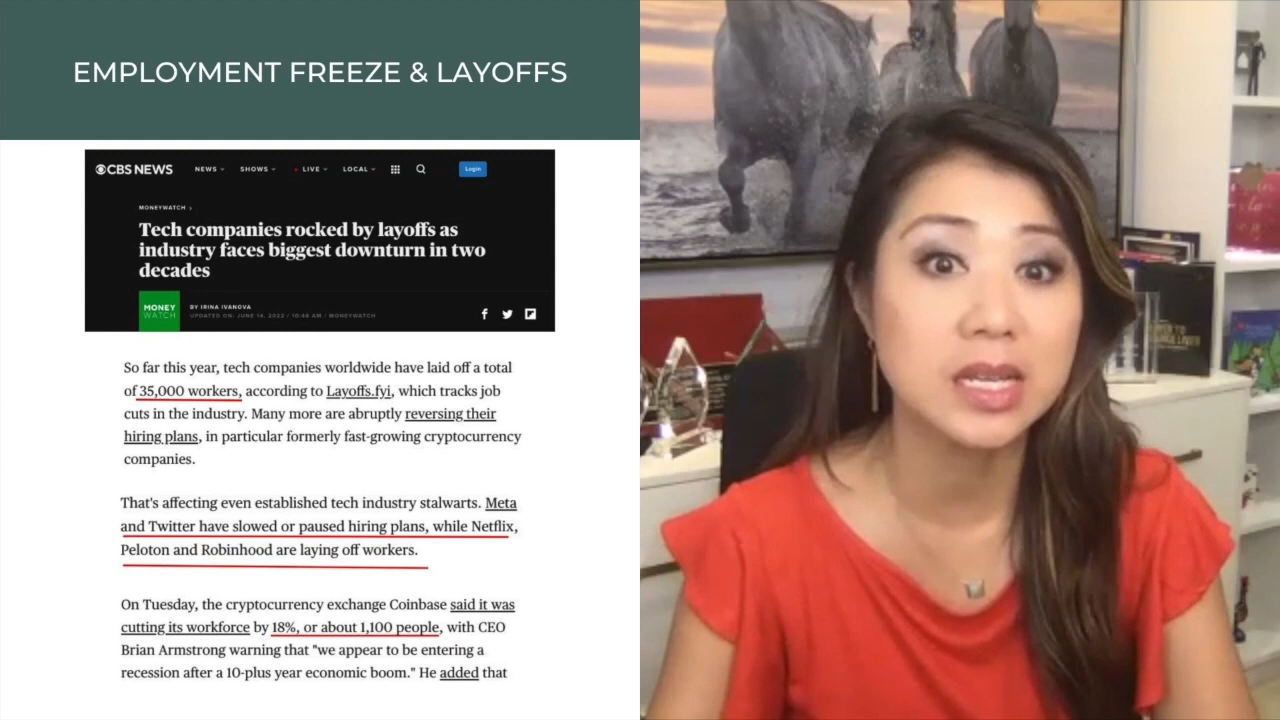 EMPLOYMENT FREEZE & LAYOFFS
CBS NEWS NEWS SHOWS LIVE LOCAL Login
MONEYWATCH >
Tech companies rocked by layoffs as
industry faces biggest downturn in two
decades
MONEY
WATCH
BY IRINA IVANOVA
UPDATED ON: JUNE 14, 2022 / 10:48 AM / MONEYWATCH
So far this year, tech companies worldwide have laid off a total
of 35,000 workers, according to Layoffs.fyi, which tracks job
cuts in the industry. Many more are abruptly reversing their
hiring plans, in particular formerly fast-growing cryptocurrency
companies.
That's affecting even established tech industry stalwarts. Meta
and Twitter have slowed or paused hiring plans, while Netflix,
Peloton and Robinhood are laying off workers.
On Tuesday, the cryptocurrency exchange Coinbase said it was
cutting its workforce by 18%, or about 1,100 people, with CEO
Brian Armstrong warning that "we appear to be entering a
recession after a 10-plus year economic boom." He added that